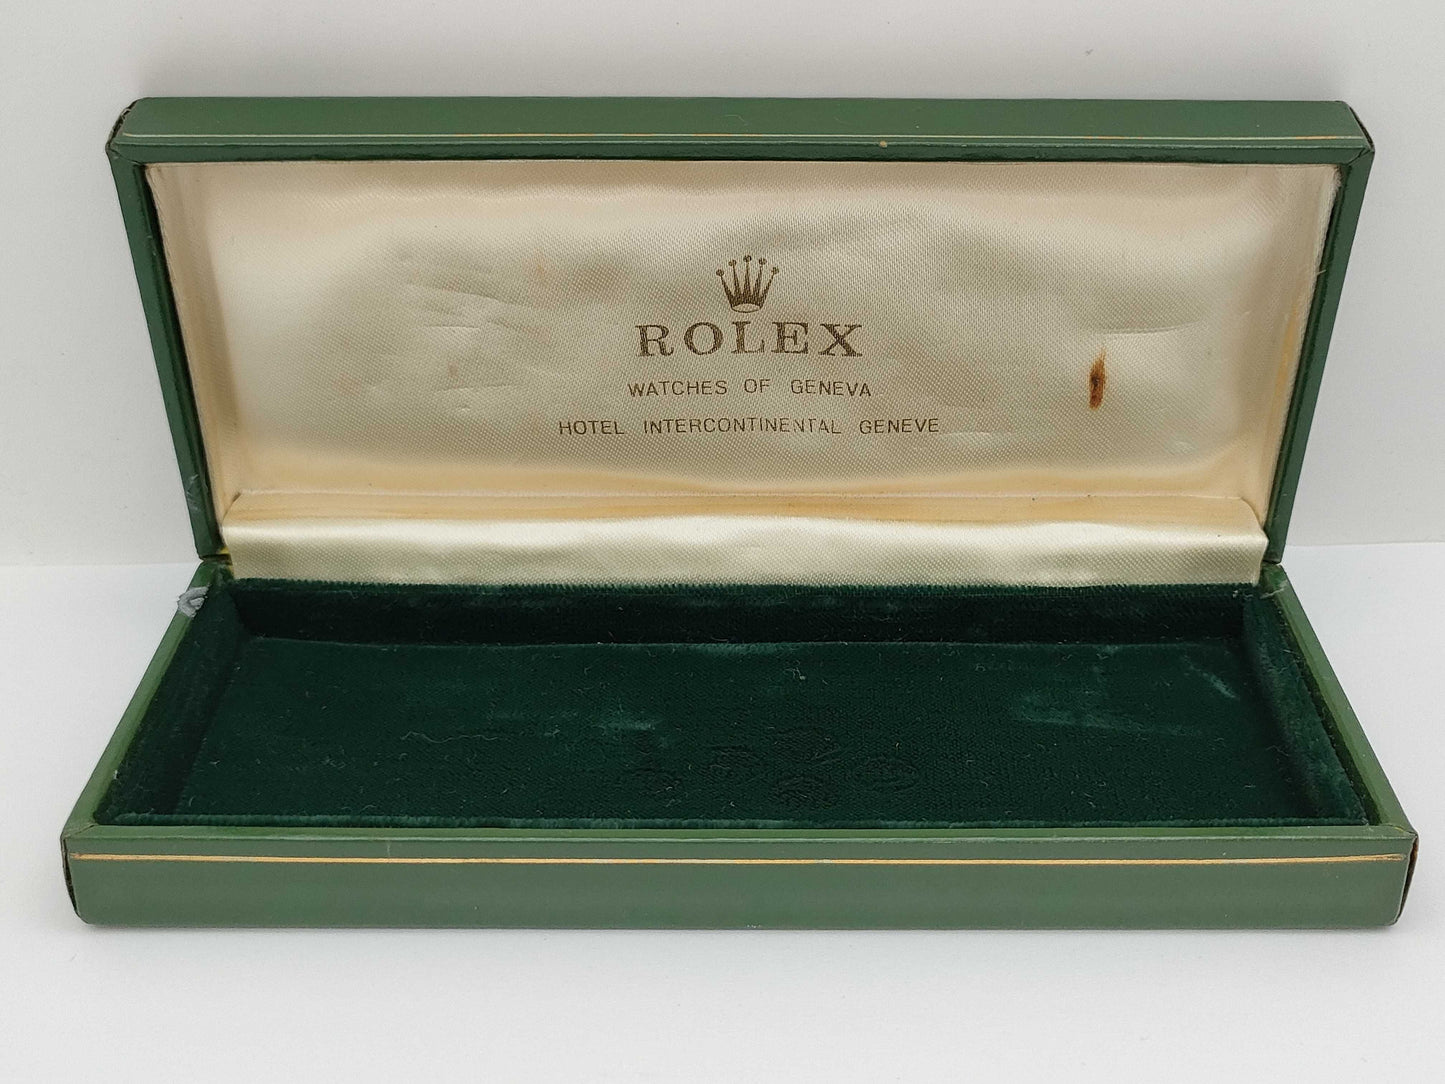 ROLEX
WATCHES OF GENEVA
HOTEL INTERCONTINENTAL GENEVE